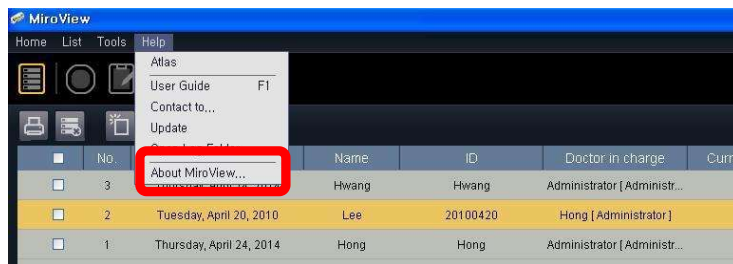 MiroView
Home List Tools Help
Atlas
User Guide F1
Contact to...
Update
About MiroView...
No. Name ID Doctor in charge Curr
3 Hwang Hwang Administrator [ Administr...
2 Tuesday, April 20, 2010 Lee 20100420 Hong [ Administrator ]
1 Thursday, April 24, 2014 Hong Hong Administrator [ Administr...